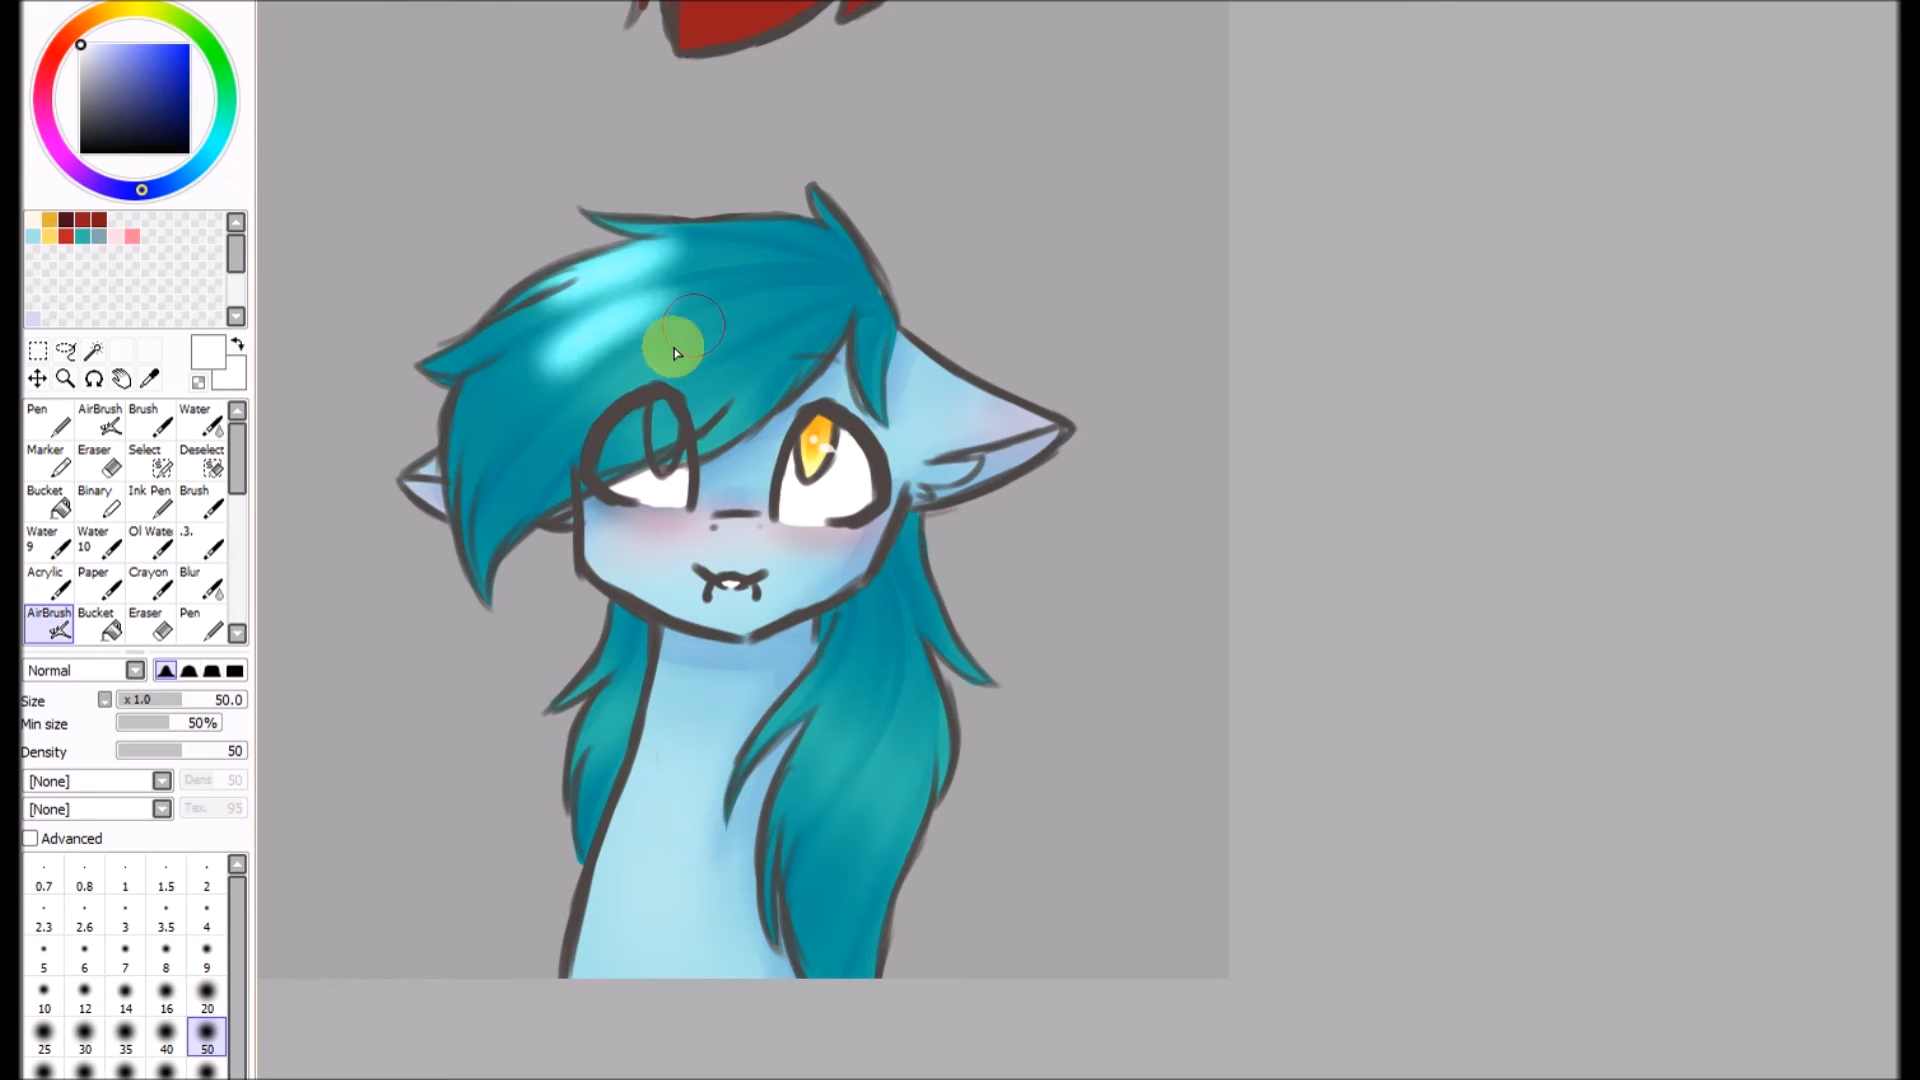 Pen AirBrush Brush Water
Marker Eraser Select Deselect
Bucket Binary Ink Pen Brush
Water 9 Water 10 Ol Wate .3.
Acrylic Paper Crayon Blur
AirBrush Bucket Eraser Pen
Normal
Size x 1.0 50.0
Min size 50%
Density 50
[None] Dens 50
[None] Tex. 95
Advanced
0.7 0.8 1 1.5 2
2.3 2.6 3 3.5 4
5 6 7 8 9
10 12 14 16 20
25 30 35 40 50